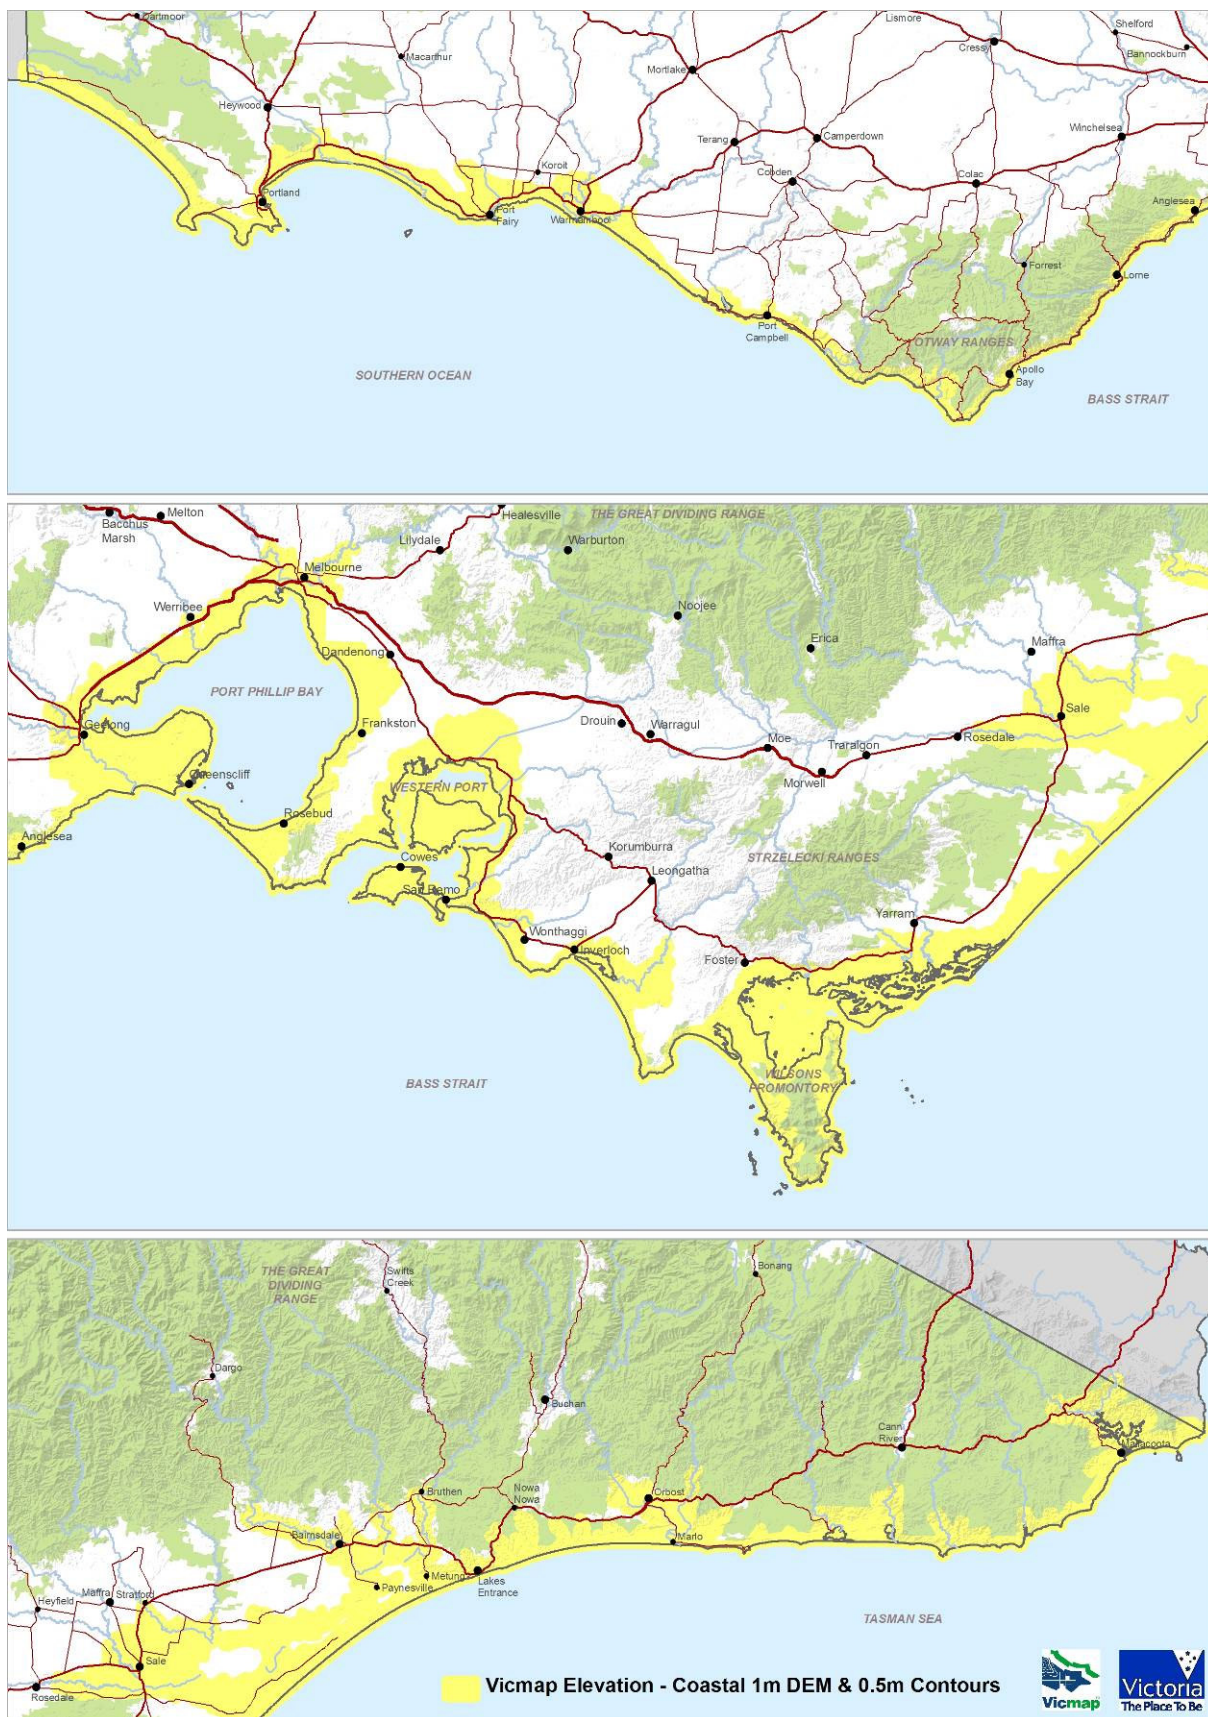 Dartmoor
Lismore
Shelford
Cressy
Bannockburn
Macarthur
Mortlake
Heywood
Winchelsea
Terang
Camperdown
Koroit
Cobden
Colac
Portland
Port
Fairy
Warrnambool
Anglesea
Forrest
Lorne
Port
Campbell
OTWAY RANGES
Apollo
Bay
SOUTHERN OCEAN
BASS STRAIT
Healesville
THE GREAT DIVIDING RANGE
Melton
Bacchus
Marsh
Lilydale
Warburton
Melbourne
Werribee
Noojee
Erica
Maffra
Dandenong
PORT PHILLIP BAY
Sale
Geelong
Frankston
Drouin
Warragul
Moe
Traralgon
Rosedale
Morwell
Queenscliff
WESTERN PORT
Rosebud
Anglesea
Cowes
Korumburra
STRZELECKI RANGES
Leongatha
San Remo
Yarram
Wonthaggi
Inverloch
Foster
WILSONS
PROMONTORY
BASS STRAIT
THE GREAT
DIVIDING
RANGE
Swifts
Creek
Bonang
Dargo
Buchan
Cann
River
Mallacoota
Bruthen
Nowa
Nowa
Orbost
Bairnsdale
Marlo
Metung
Lakes
Entrance
Paynesville
Maffra
Stratford
Heyfield
TASMAN SEA
Sale
Rosedale
Vicmap Elevation - Coastal 1m DEM & 0.5m Contours
Vicmap
Victoria
The Place To Be